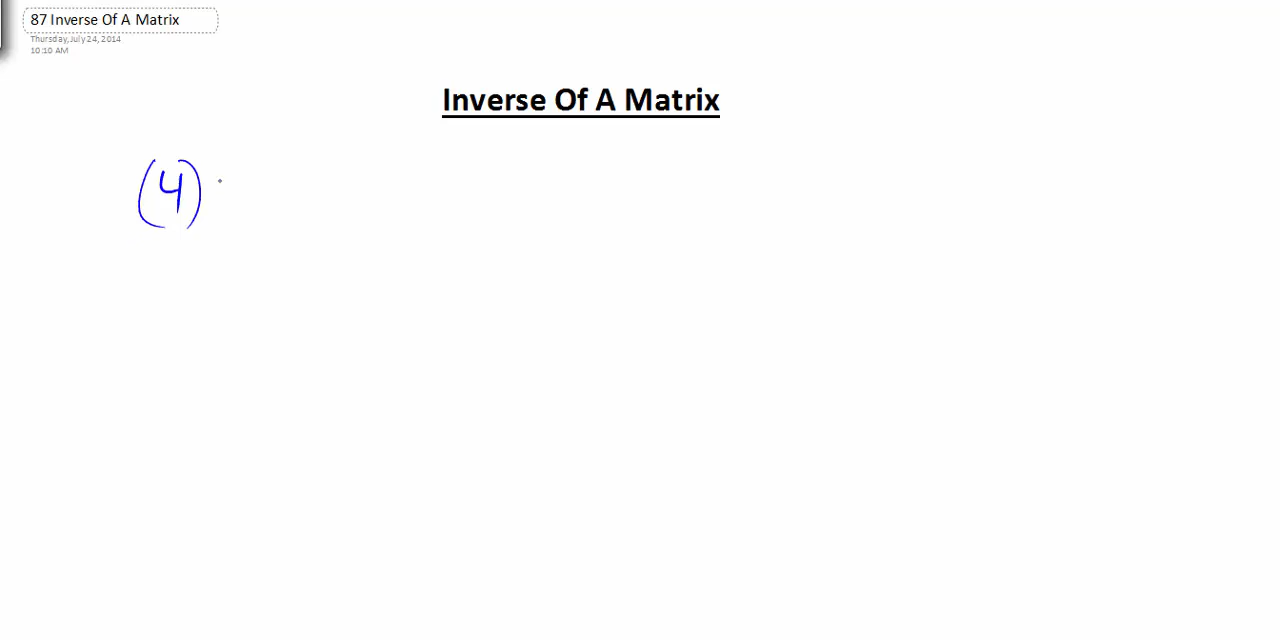 87 Inverse Of A Matrix
Thursday, July 24, 2014
10:10 AM
Inverse Of A Matrix
(4)